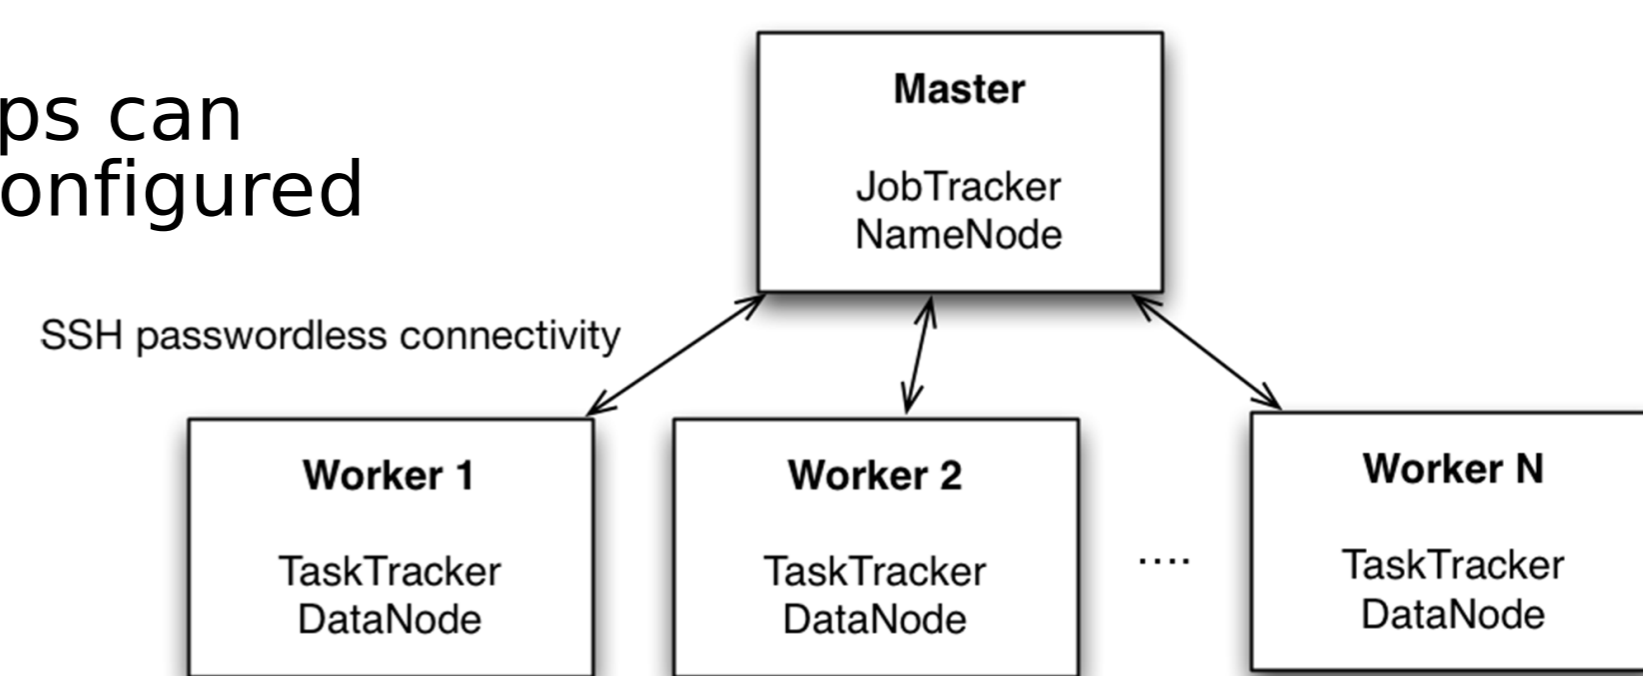 ps can
onfigured
Master
JobTracker
NameNode
SSH passwordless connectivity
Worker 1
TaskTracker
DataNode
Worker 2
TaskTracker
DataNode
....
Worker N
TaskTracker
DataNode